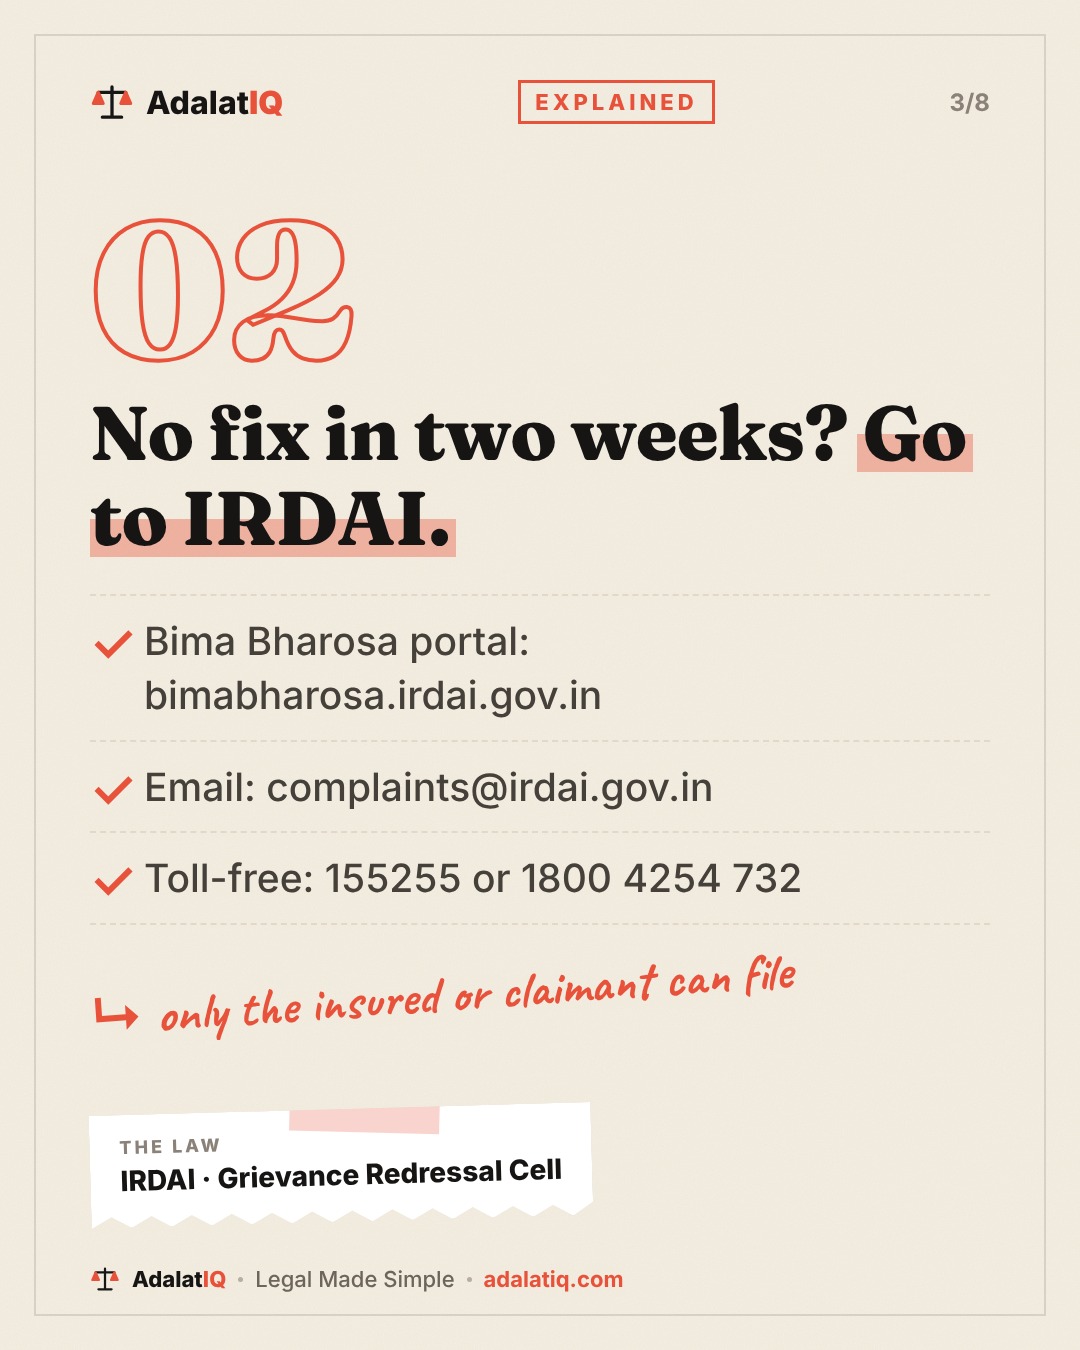 AdalatIQ
EXPLAINED
3/8
02
No fix in two weeks? Go
to IRDAI.
Bima Bharosa portal:
bimabharosa.irdai.gov.in
Email: complaints@irdai.gov.in
Toll-free: 155255 or 1800 4254 732
only the insured or claimant can file
THE LAW
IRDAI · Grievance Redressal Cell
AdalatIQ • Legal Made Simple • adalatiq.com